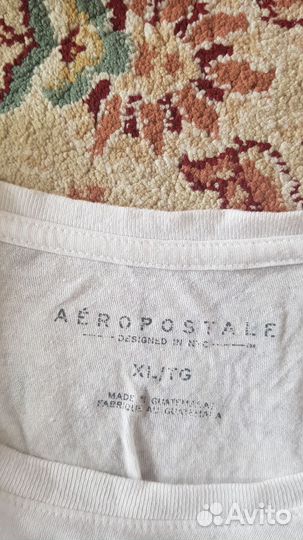 AÉROPOSTALE
DESIGNED IN NYC
XL/TG
MADE IN GUATEMALA/
FABRIQUÉ AU GUATEMALA
Avito